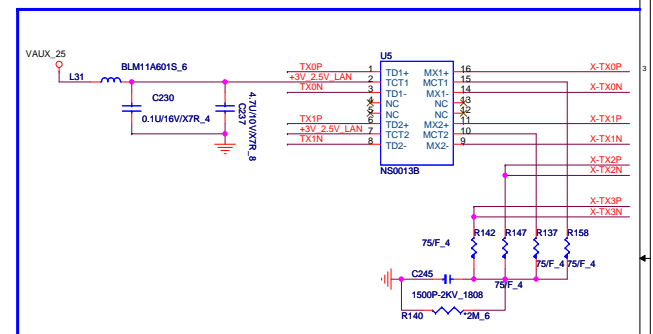 VAUX_25
L31
BLM11A601S_6
C230
0.1U/16V/X7R_4
C237
4.7U/10V/X7R_8
U5
TX0P 1 TD1+ MX1+ 16 X-TX0P
+3V_2.5V_LAN 2 TCT1 MCT1 15
TX0N 3 TD1- MX1- 14 X-TX0N
4 NC NC 13
5 NC NC 12
TX1P 6 TD2+ MX2+ 11 X-TX1P
+3V_2.5V_LAN 7 TCT2 MCT2 10
TX1N 8 TD2- MX2- 9 X-TX1N
NS0013B
X-TX2P
X-TX2N
X-TX3P
X-TX3N
R142 R147 R137 R158
75/F_4 75/F_4 75/F_4
75/F_4
C245
1500P-2KV_1808
R140 *2M_6
3